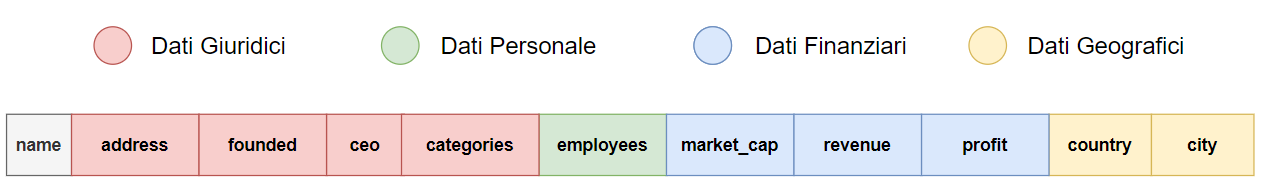 Dati Giuridici Dati Personale Dati Finanziari Dati Geografici
name address founded ceo categories employees market_cap revenue profit country city